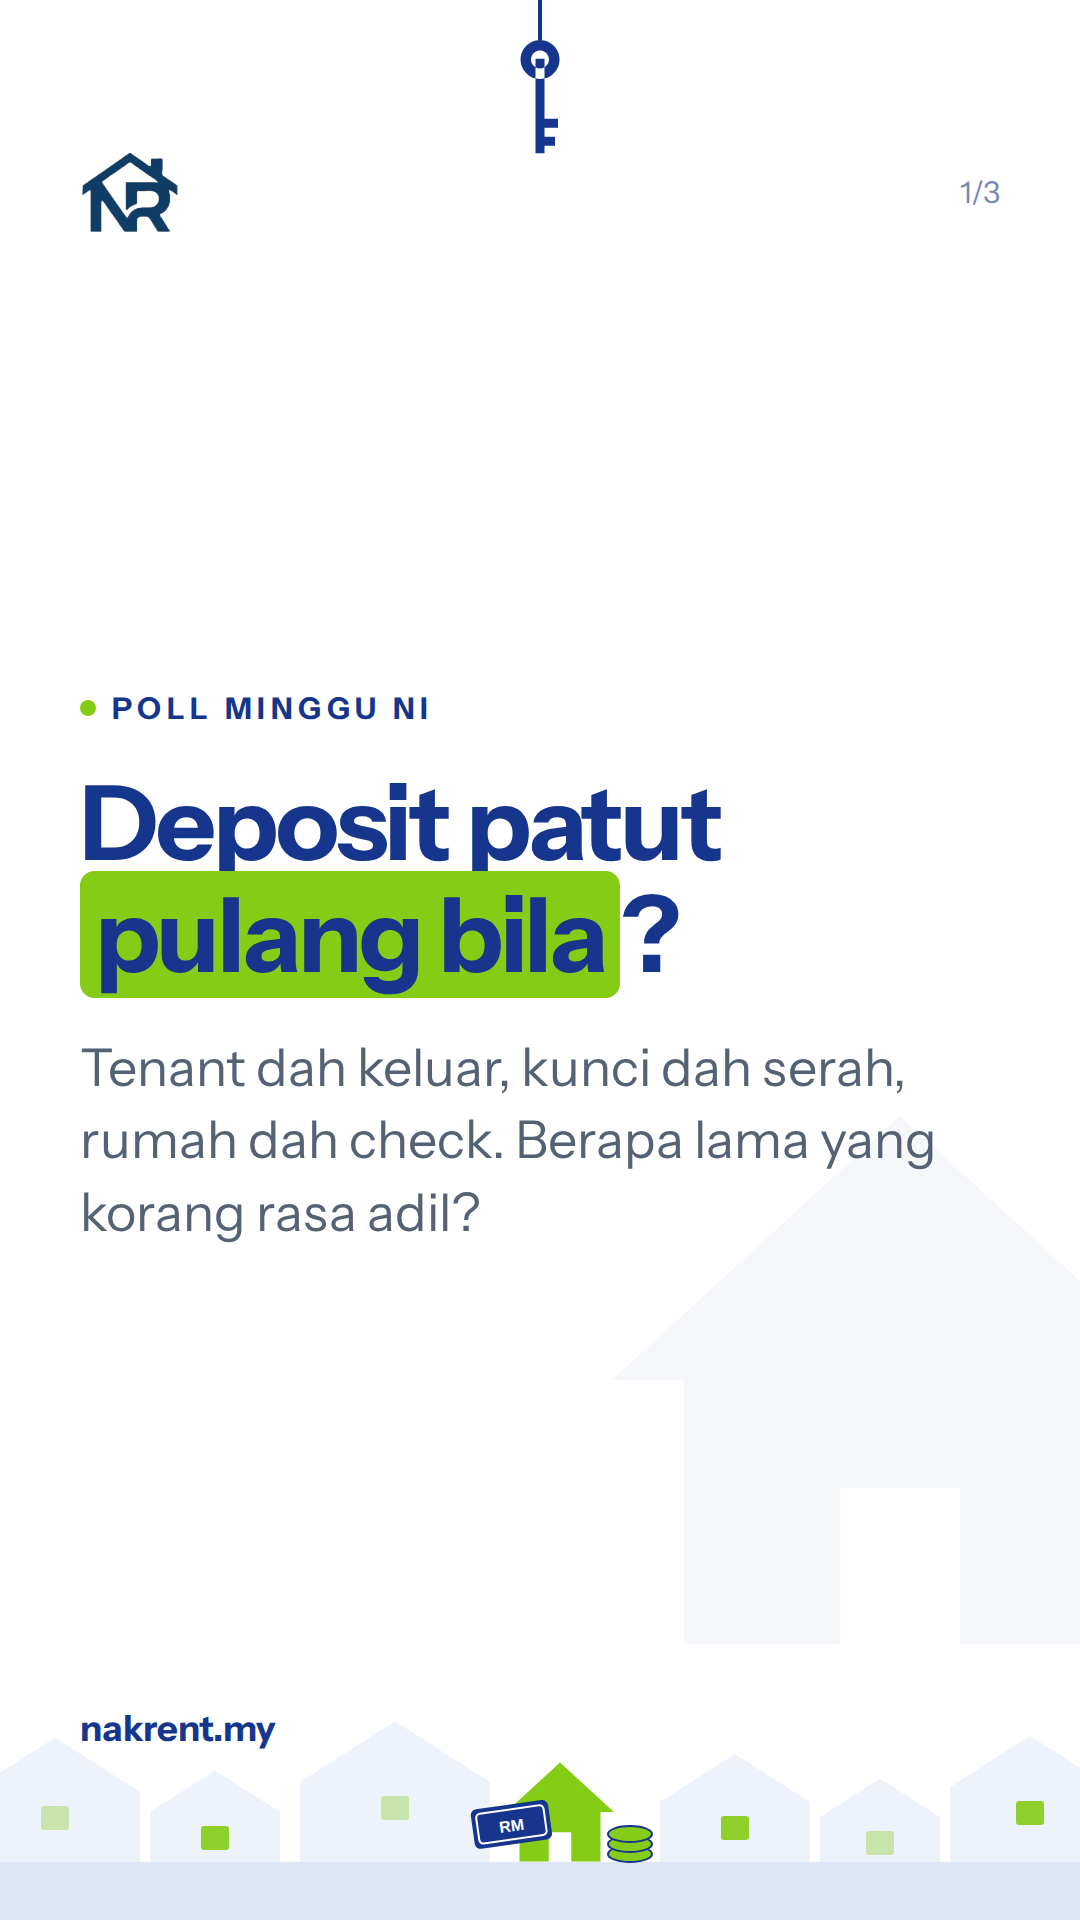 NR
1/3
POLL MINGGU NI
Deposit patut
pulang bila?
Tenant dah keluar, kunci dah serah,
rumah dah check. Berapa lama yang
korang rasa adil?
nakrent.my
RM